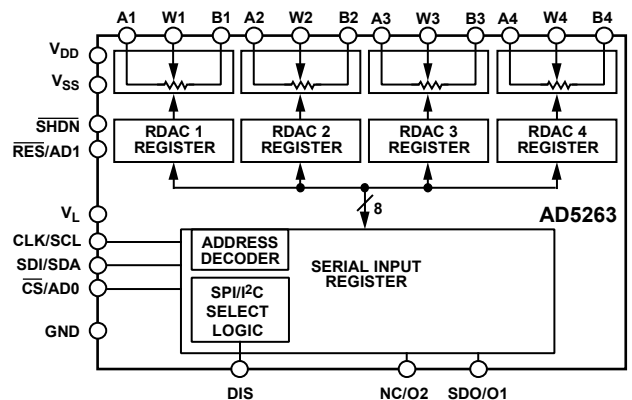 A1 W1 B1 A2 W2 B2 A3 W3 B3 A4 W4 B4
VDD
VSS
SHDN
RES/AD1
RDAC 1
REGISTER
RDAC 2
REGISTER
RDAC 3
REGISTER
RDAC 4
REGISTER
8
AD5263
VL
CLK/SCL
SDI/SDA
CS/AD0
GND
ADDRESS
DECODER
SERIAL INPUT
REGISTER
SPI/I²C
SELECT
LOGIC
DIS
NC/O2
SDO/O1